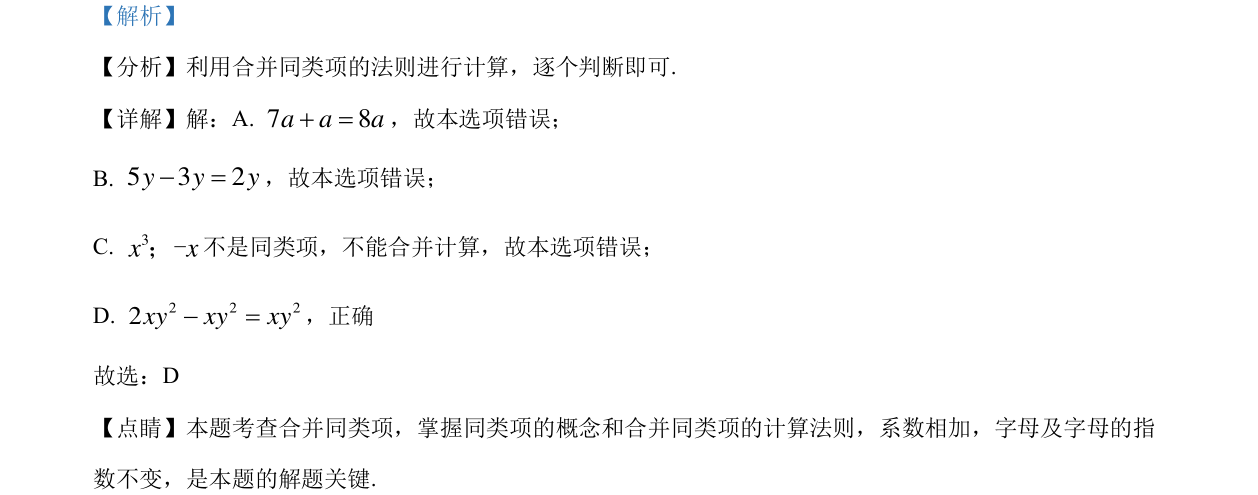 【解析】
【分析】利用合并同类项的法则进行计算，逐个判断即可.
【详解】解：A. 7a + a = 8a，故本选项错误；
B. 5y − 3y = 2y，故本选项错误；
C. x³；−x 不是同类项，不能合并计算，故本选项错误；
D. 2xy² − xy² = xy²，正确
故选：D
【点睛】本题考查合并同类项，掌握同类项的概念和合并同类项的计算法则，系数相加，字母及字母的指
数不变，是本题的解题关键.